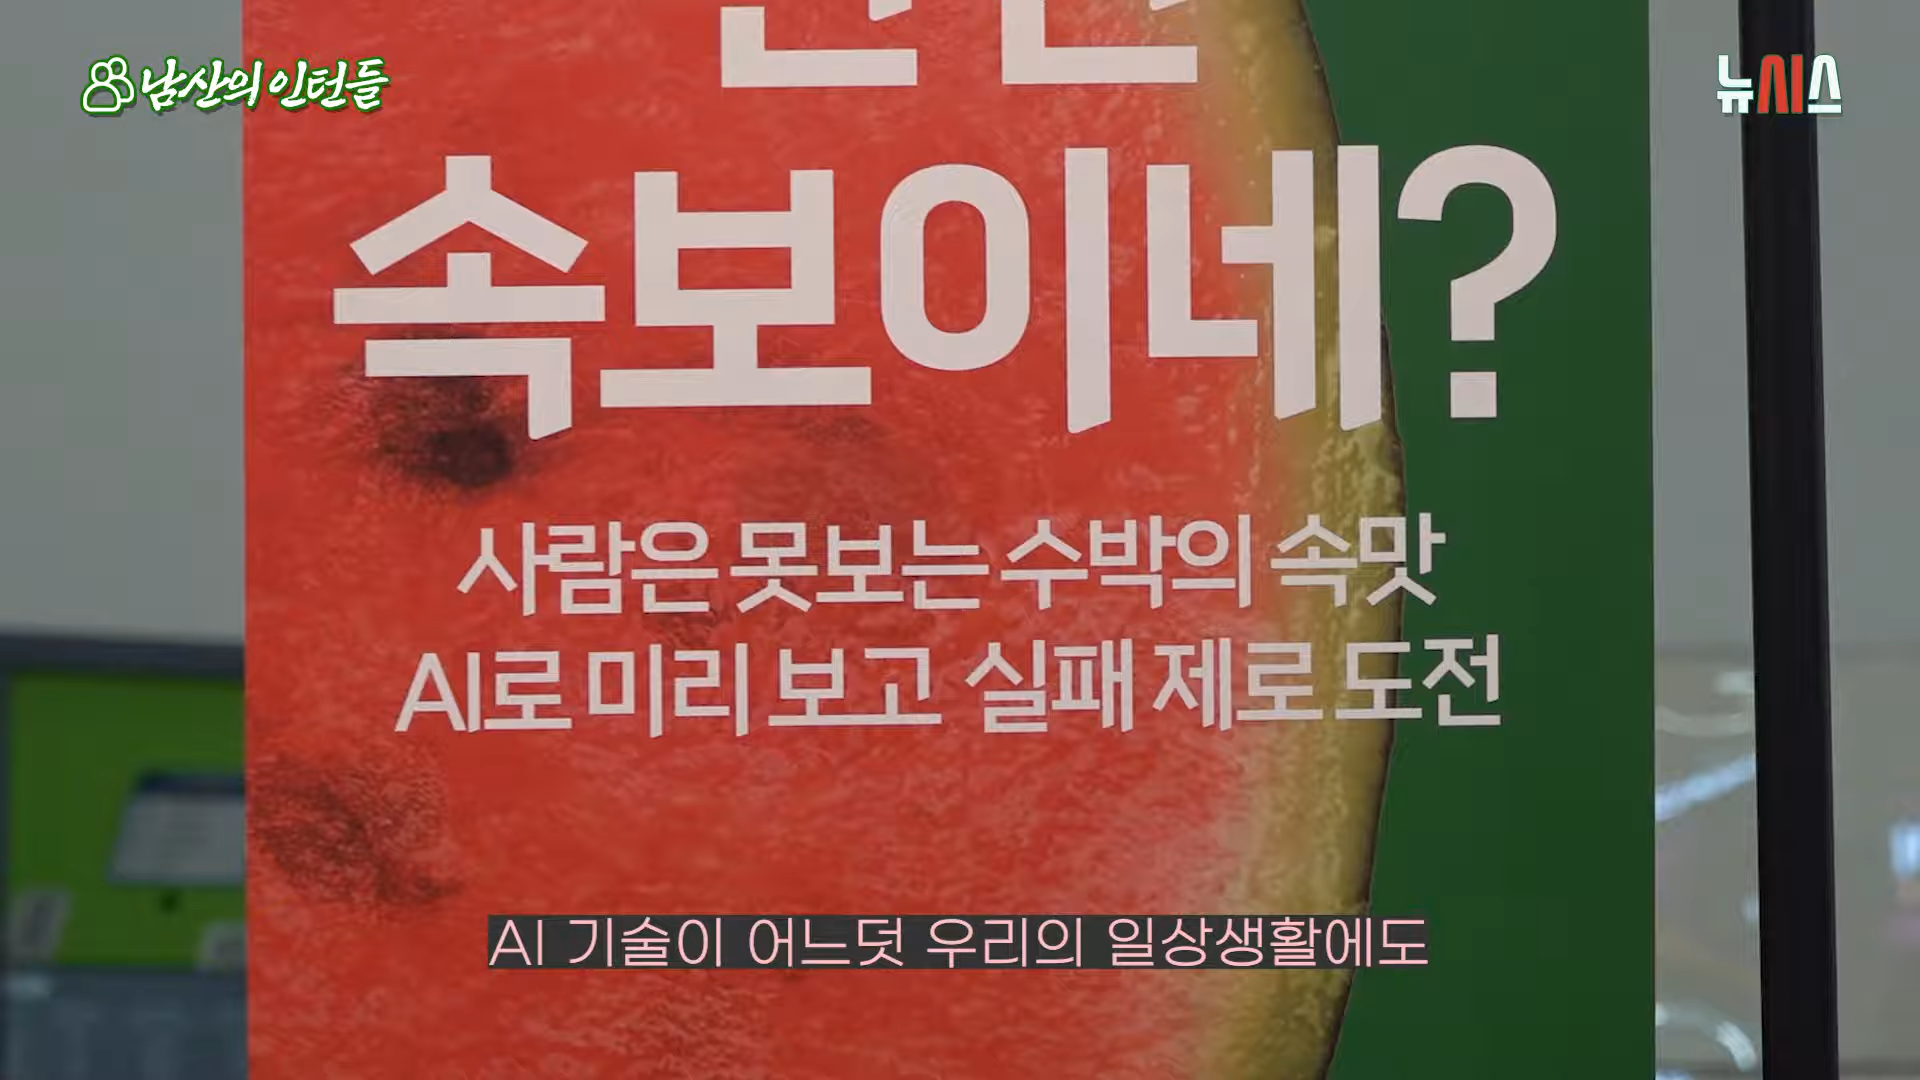 남산의 인턴들
뉴시스
속보이네?
사람은 못보는 수박의 속맛
AI로 미리 보고 실패 제로 도전
AI 기술이 어느덧 우리의 일상생활에도